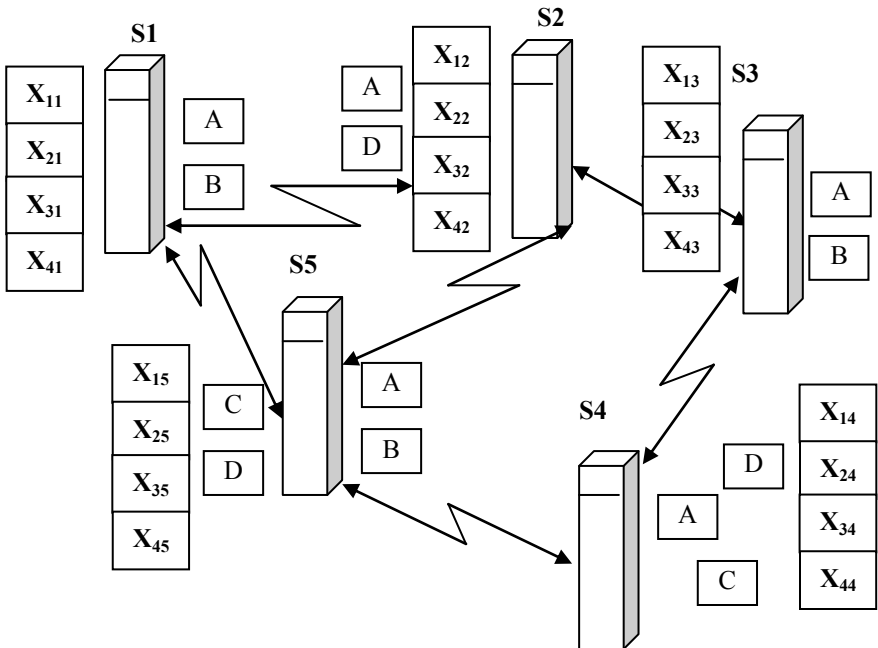 S1
X₁₁
X₂₁
X₃₁
X₄₁
A
B
S2
A
D
X₁₂
X₂₂
X₃₂
X₄₂
S3
X₁₃
X₂₃
X₃₃
X₄₃
A
B
S5
X₁₅
X₂₅
X₃₅
X₄₅
C
D
A
B
S4
D
A
C
X₁₄
X₂₄
X₃₄
X₄₄